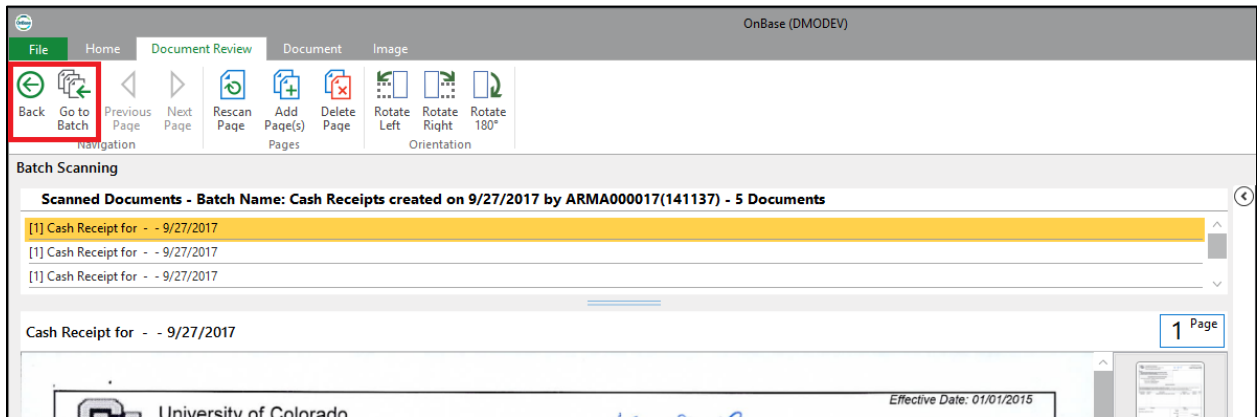 OnBase (DMODEV)
File Home Document Review Document Image
Back Go to Batch Previous Page Next Page Rescan Page Add Page(s) Delete Page Rotate Left Rotate Right Rotate 180°
Navigation Pages Orientation
Batch Scanning
Scanned Documents - Batch Name: Cash Receipts created on 9/27/2017 by ARMA000017(141137) - 5 Documents
[1] Cash Receipt for - - 9/27/2017
[1] Cash Receipt for - - 9/27/2017
[1] Cash Receipt for - - 9/27/2017
Cash Receipt for - - 9/27/2017
1 Page
Effective Date: 01/01/2015
University of Colorado